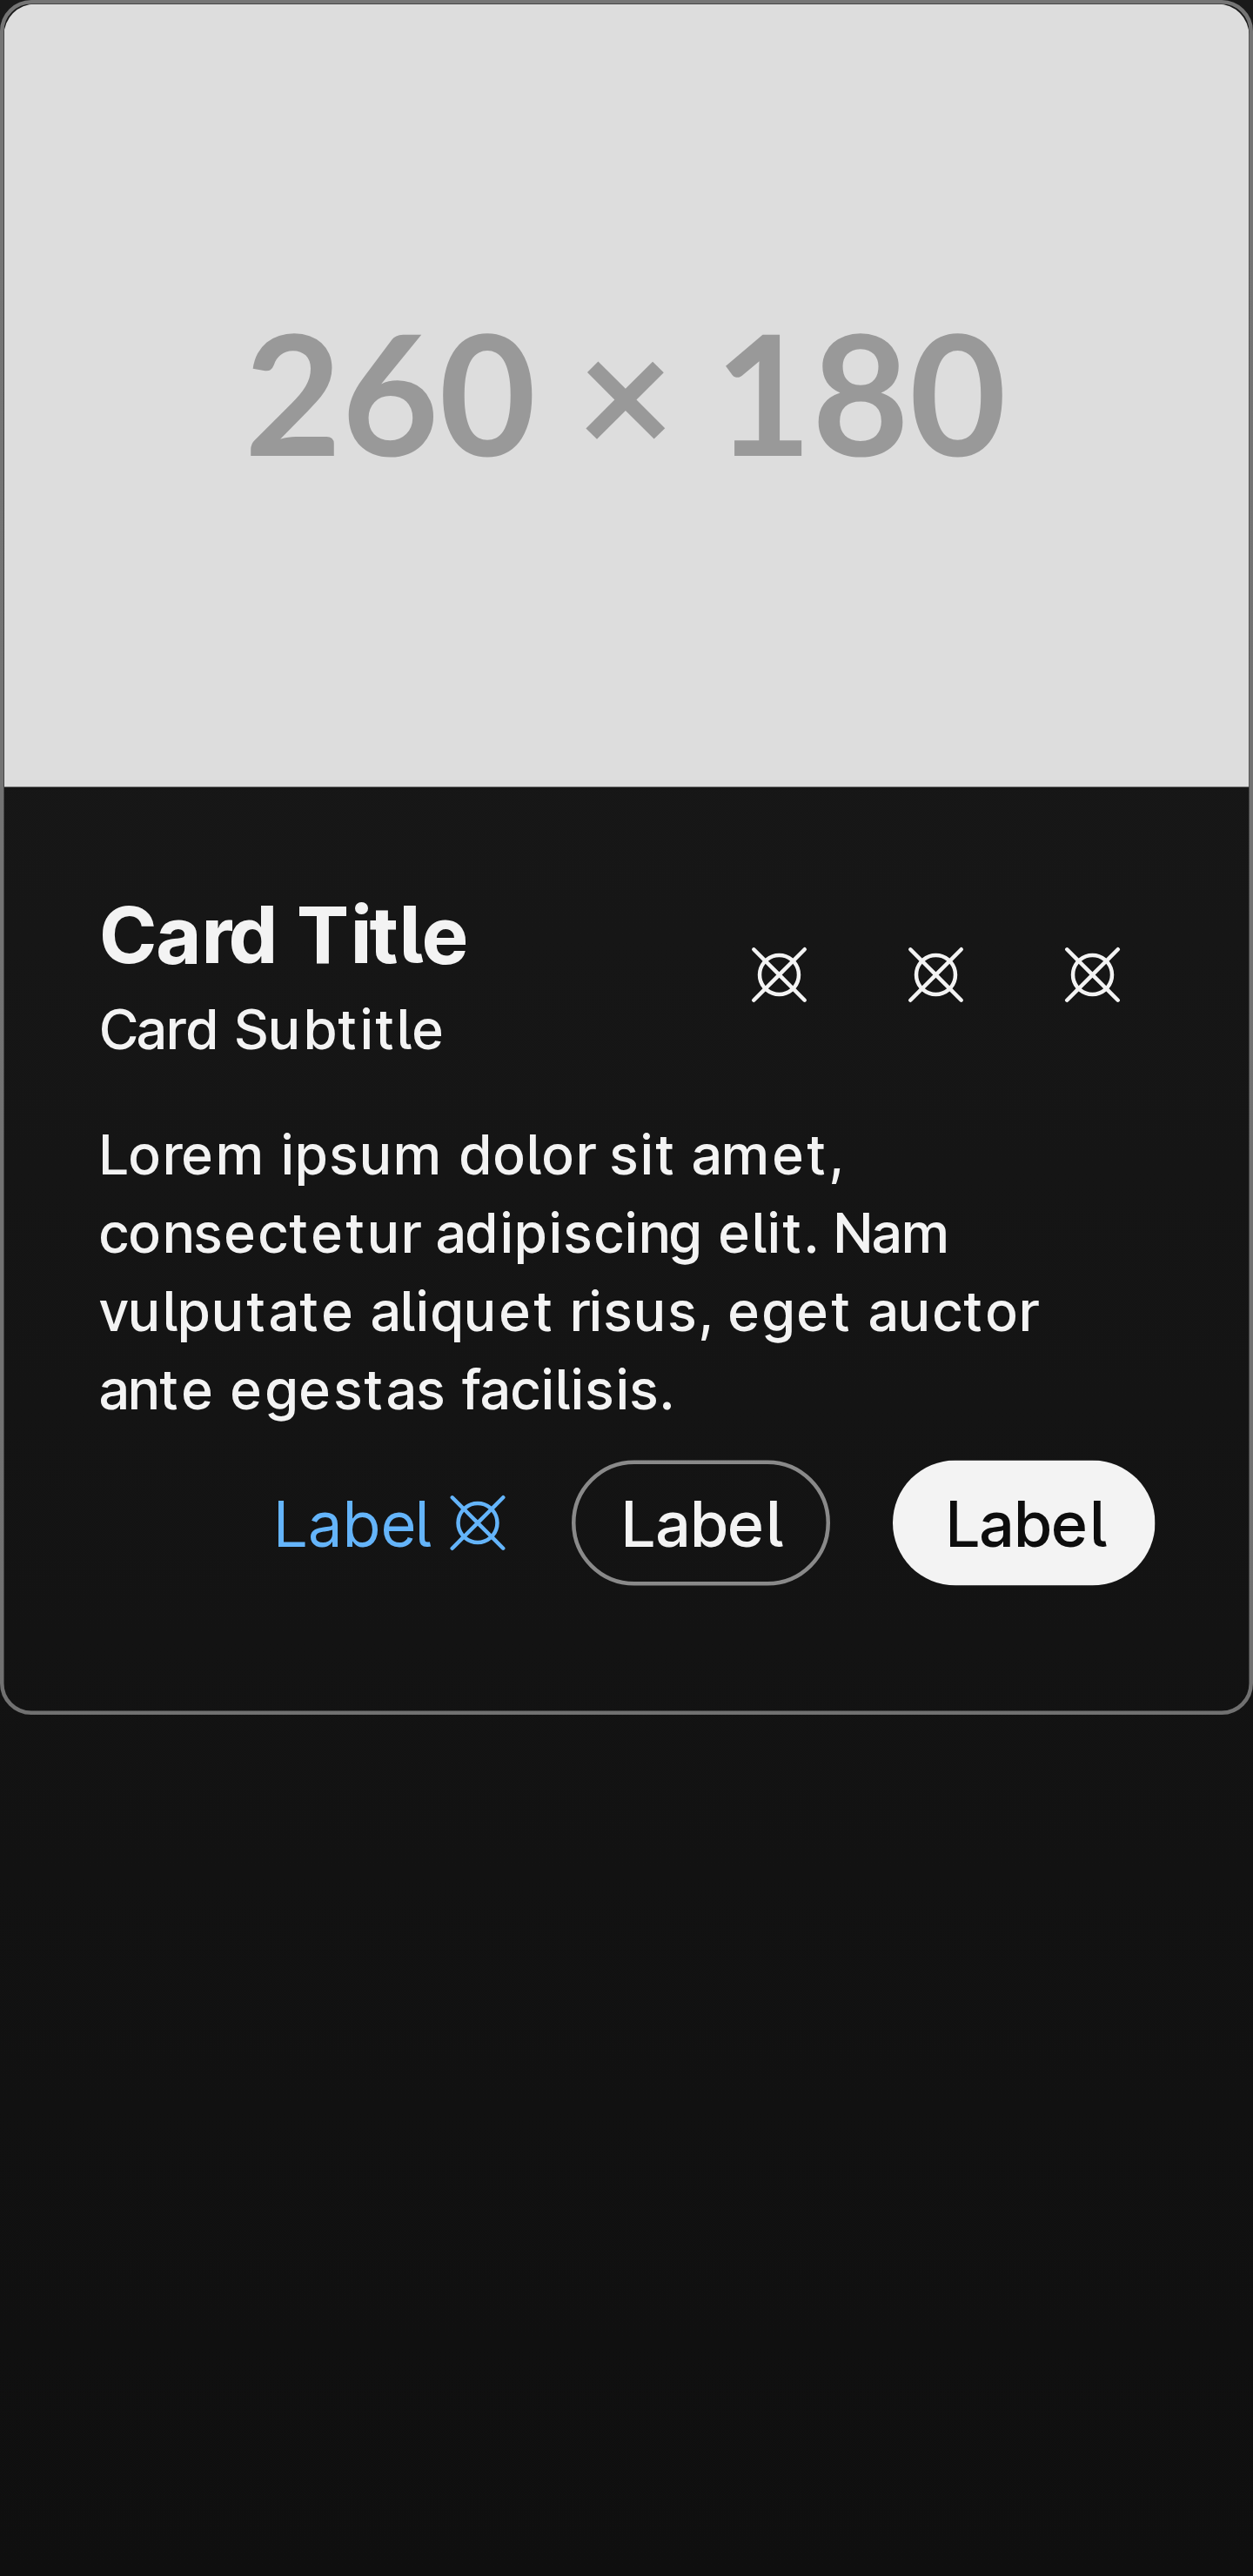 260 × 180
Card Title
Card Subtitle
Lorem ipsum dolor sit amet,
consectetur adipiscing elit. Nam
vulputate aliquet risus, eget auctor
ante egestas facilisis.
Label Label Label